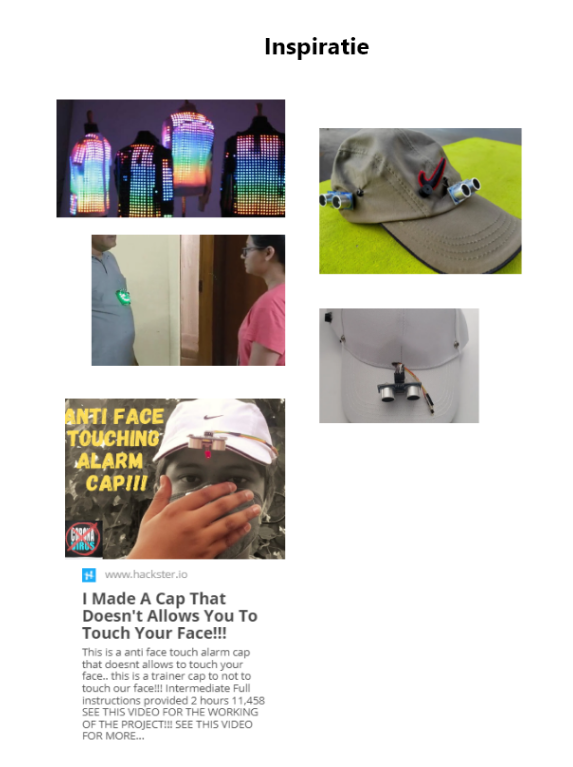 Inspiratie
ANTI FACE
TOUCHING
ALARM
CAP!!!
CORONA
VIRUS
www.hackster.io
I Made A Cap That
Doesn't Allows You To
Touch Your Face!!!
This is a anti face touch alarm cap
that doesnt allows to touch your
face.. this is a trainer cap to not to
touch our face!!! Intermediate Full
instructions provided 2 hours 11,458
SEE THIS VIDEO FOR THE WORKING
OF THE PROJECT!!! SEE THIS VIDEO
FOR MORE...